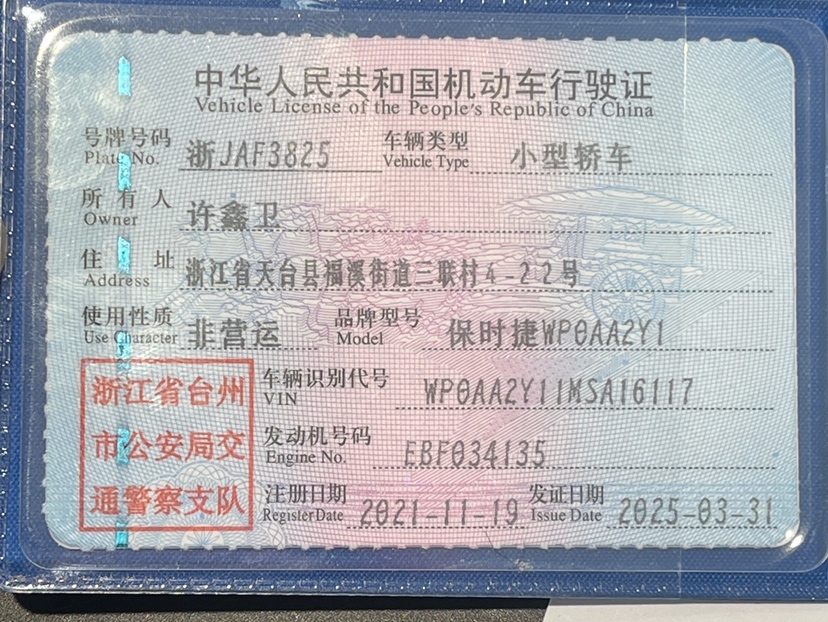 中华人民共和国机动车行驶证
Vehicle License of the People's Republic of China
号牌号码 浙JAF3825 车辆类型 小型轿车
Plate No. Vehicle Type
所有人 许鑫卫
Owner
住址 浙江省天台县福溪街道三联村4-22号
Address
使用性质 非营运 品牌型号 保时捷WP0AA2Y1
Use Character Model
浙江省台州
市公安局交
通警察支队
车辆识别代号 WP0AA2Y11MSA16117
VIN
发动机号码 EBF034135
Engine No.
注册日期 2021-11-19 发证日期 2025-03-31
Register Date Issue Date